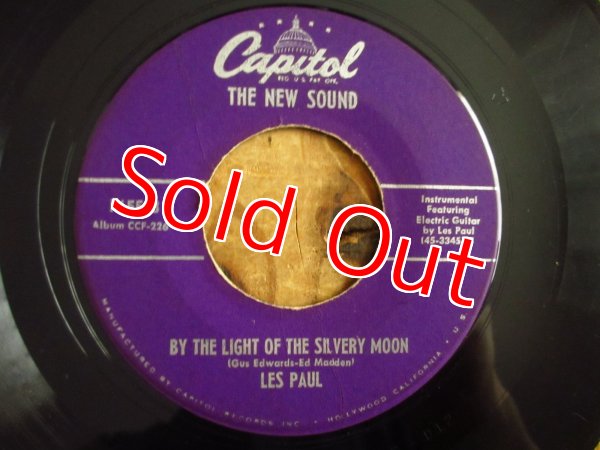 Capitol
REG. U.S. PAT. OFF.
THE NEW SOUND
Album CCF-226
Instrumental
Featuring
Electric Guitar
by Les Paul
(45-3345
Sold Out
BY THE LIGHT OF THE SILVERY MOON
(Gus Edwards-Ed Madden)
LES PAUL
MANUFACTURED BY CAPITOL RECORDS INC. • HOLLYWOOD CALIFORNIA • U.S.